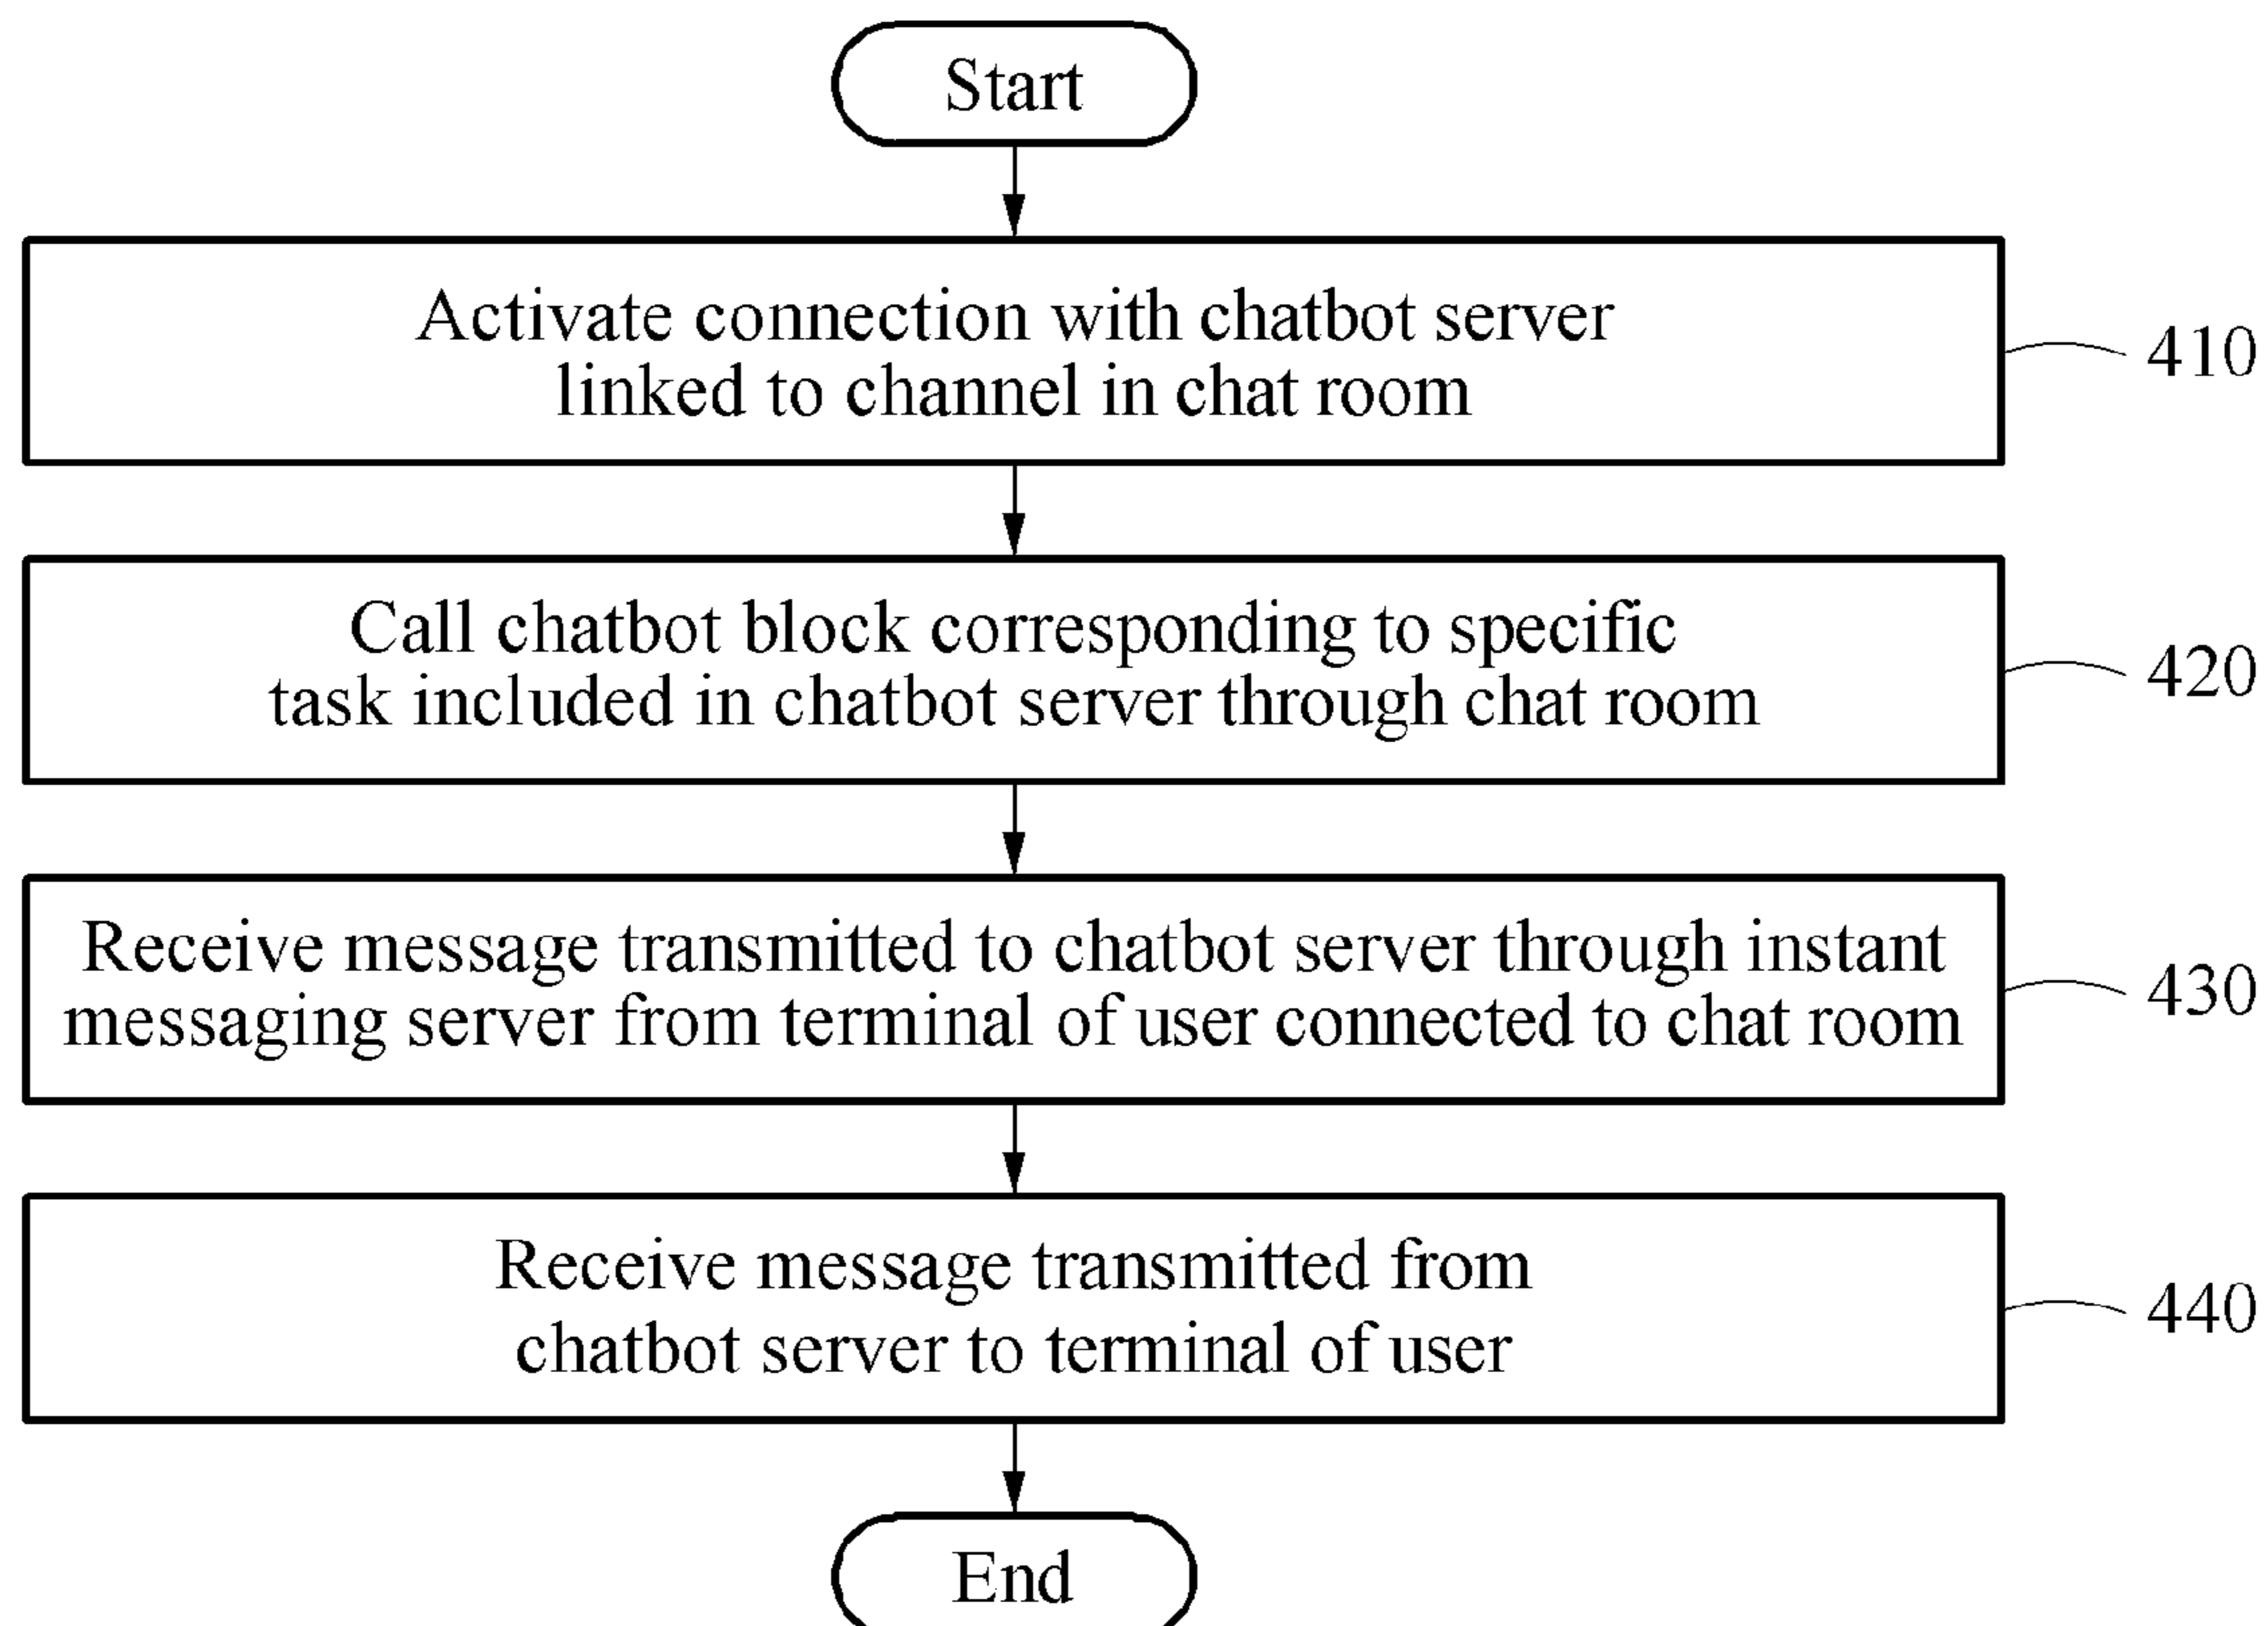 Start
Activate connection with chatbot server
linked to channel in chat room
410
Call chatbot block corresponding to specific
task included in chatbot server through chat room
420
Receive message transmitted to chatbot server through instant
messaging server from terminal of user connected to chat room
430
Receive message transmitted from
chatbot server to terminal of user
440
End